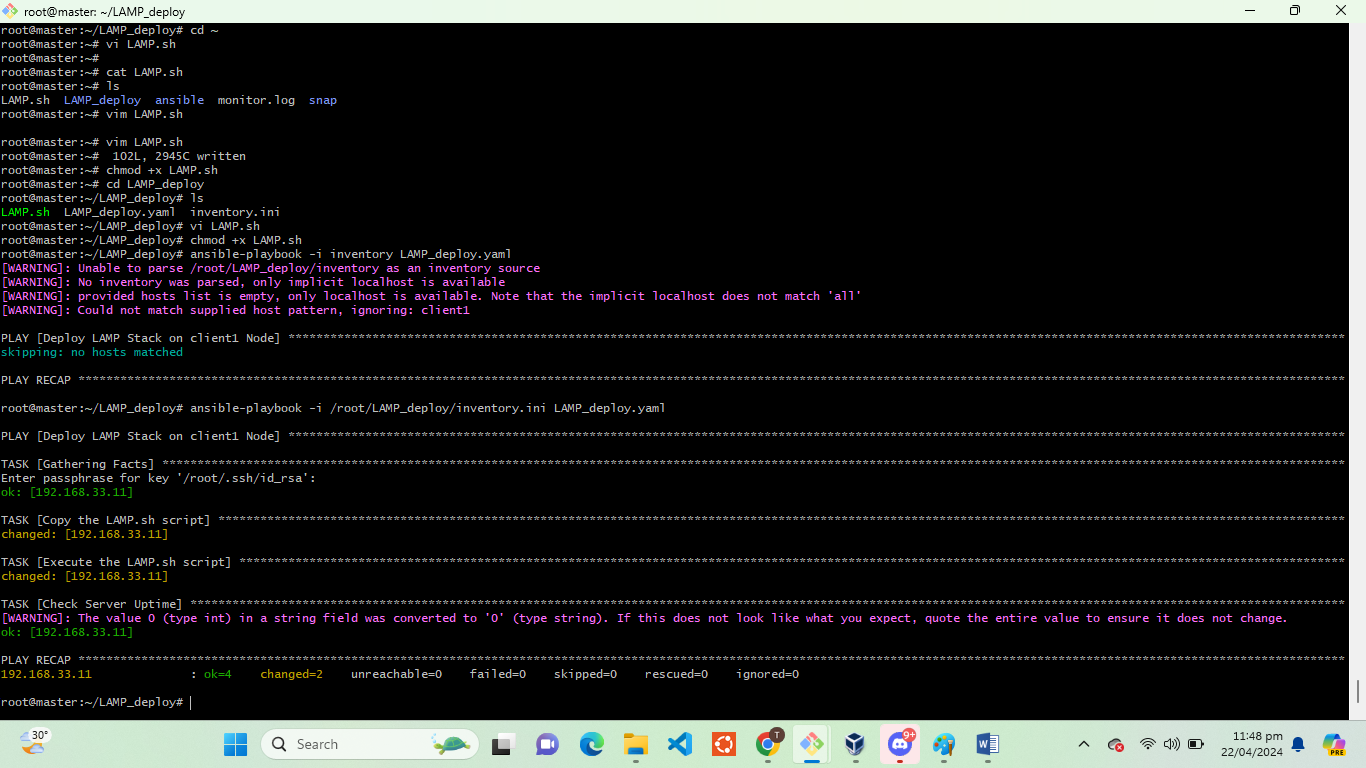 root@master: ~/LAMP_deploy
root@master:~/LAMP_deploy# cd ~
root@master:~# vi LAMP.sh
root@master:~#
root@master:~# cat LAMP.sh
root@master:~# ls
LAMP.sh  LAMP_deploy  ansible  monitor.log  snap
root@master:~# vim LAMP.sh
root@master:~# vim LAMP.sh
root@master:~#  102L, 2945C written
root@master:~# chmod +x LAMP.sh
root@master:~# cd LAMP_deploy
root@master:~/LAMP_deploy# ls
LAMP.sh  LAMP_deploy.yaml  inventory.ini
root@master:~/LAMP_deploy# vi LAMP.sh
root@master:~/LAMP_deploy# chmod +x LAMP.sh
root@master:~/LAMP_deploy# ansible-playbook -i inventory LAMP_deploy.yaml
[WARNING]: Unable to parse /root/LAMP_deploy/inventory as an inventory source
[WARNING]: No inventory was parsed, only implicit localhost is available
[WARNING]: provided hosts list is empty, only localhost is available. Note that the implicit localhost does not match 'all'
[WARNING]: Could not match supplied host pattern, ignoring: client1
PLAY [Deploy LAMP Stack on client1 Node] ******************************************************************************************************************************************************
skipping: no hosts matched
PLAY RECAP ************************************************************************************************************************************************************************************
root@master:~/LAMP_deploy# ansible-playbook -i /root/LAMP_deploy/inventory.ini LAMP_deploy.yaml
PLAY [Deploy LAMP Stack on client1 Node] ******************************************************************************************************************************************************
TASK [Gathering Facts] ************************************************************************************************************************************************************************
Enter passphrase for key '/root/.ssh/id_rsa':
ok: [192.168.33.11]
TASK [Copy the LAMP.sh script] ****************************************************************************************************************************************************************
changed: [192.168.33.11]
TASK [Execute the LAMP.sh script] *************************************************************************************************************************************************************
changed: [192.168.33.11]
TASK [Check Server Uptime] ********************************************************************************************************************************************************************
[WARNING]: The value 0 (type int) in a string field was converted to '0' (type string). If this does not look like what you expect, quote the entire value to ensure it does not change.
ok: [192.168.33.11]
PLAY RECAP ************************************************************************************************************************************************************************************
192.168.33.11              : ok=4    changed=2    unreachable=0    failed=0    skipped=0    rescued=0    ignored=0
root@master:~/LAMP_deploy#
30°
Search
T
9+
11:48 pm
22/04/2024
PRE